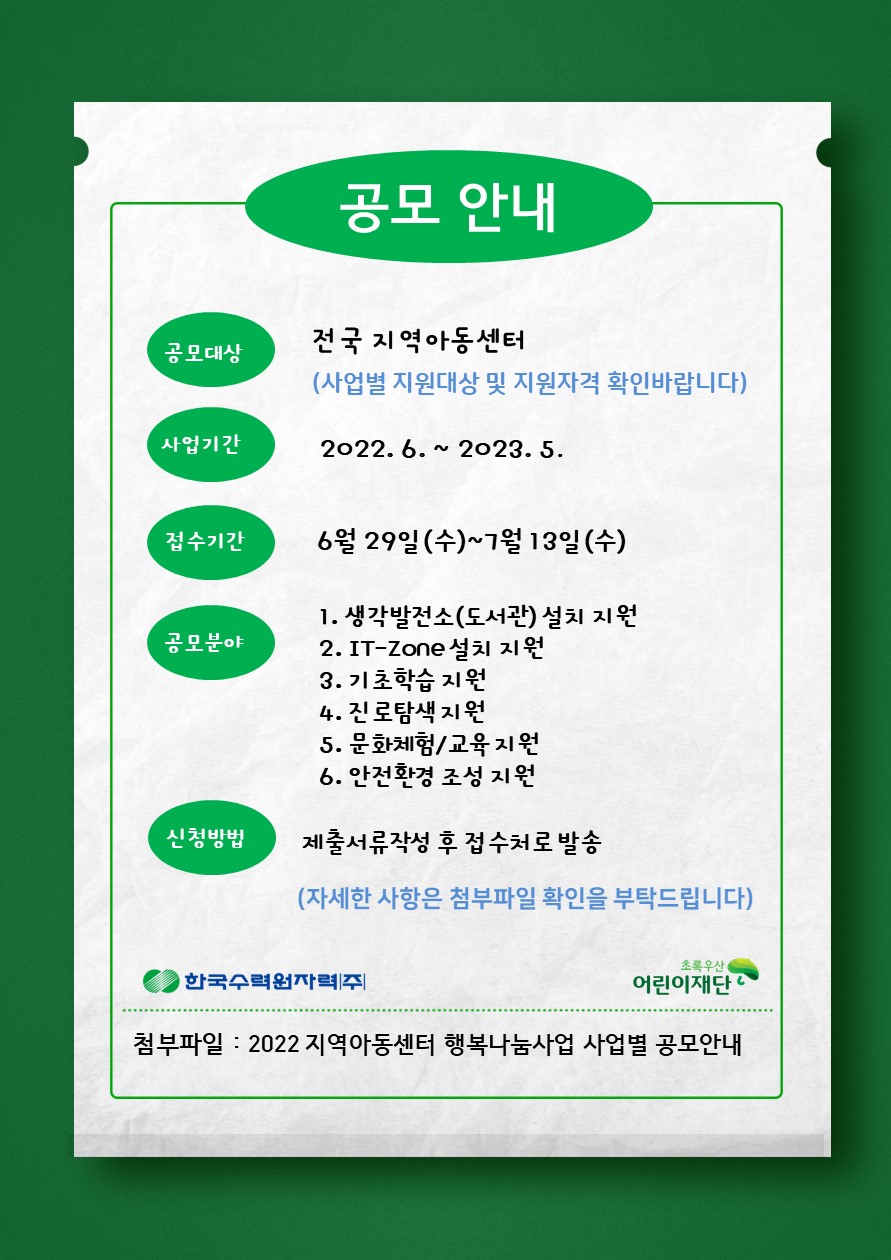 공모 안내
공모대상
전국 지역아동센터
(사업별 지원대상 및 지원자격 확인바랍니다)
사업기간
2022. 6. ~ 2023. 5.
접수기간
6월 29일(수)~7월 13일(수)
공모분야
1. 생각발전소(도서관) 설치 지원
2. IT-Zone 설치 지원
3. 기초학습 지원
4. 진로탐색 지원
5. 문화체험/교육 지원
6. 안전환경 조성 지원
신청방법
제출서류작성 후 접수처로 발송
(자세한 사항은 첨부파일 확인을 부탁드립니다)
한국수력원자력(주)
초록우산
어린이재단
첨부파일 : 2022 지역아동센터 행복나눔사업 사업별 공모안내